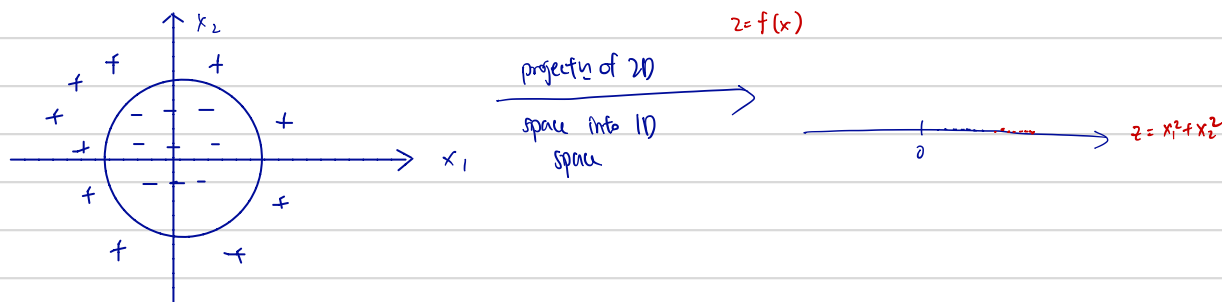 x₂
z = f(x)
projectn of 2D
space into 1D
space
x₁
0
z = x₁² + x₂²
+ + + + + + + + + + +
- - - - - - - - -